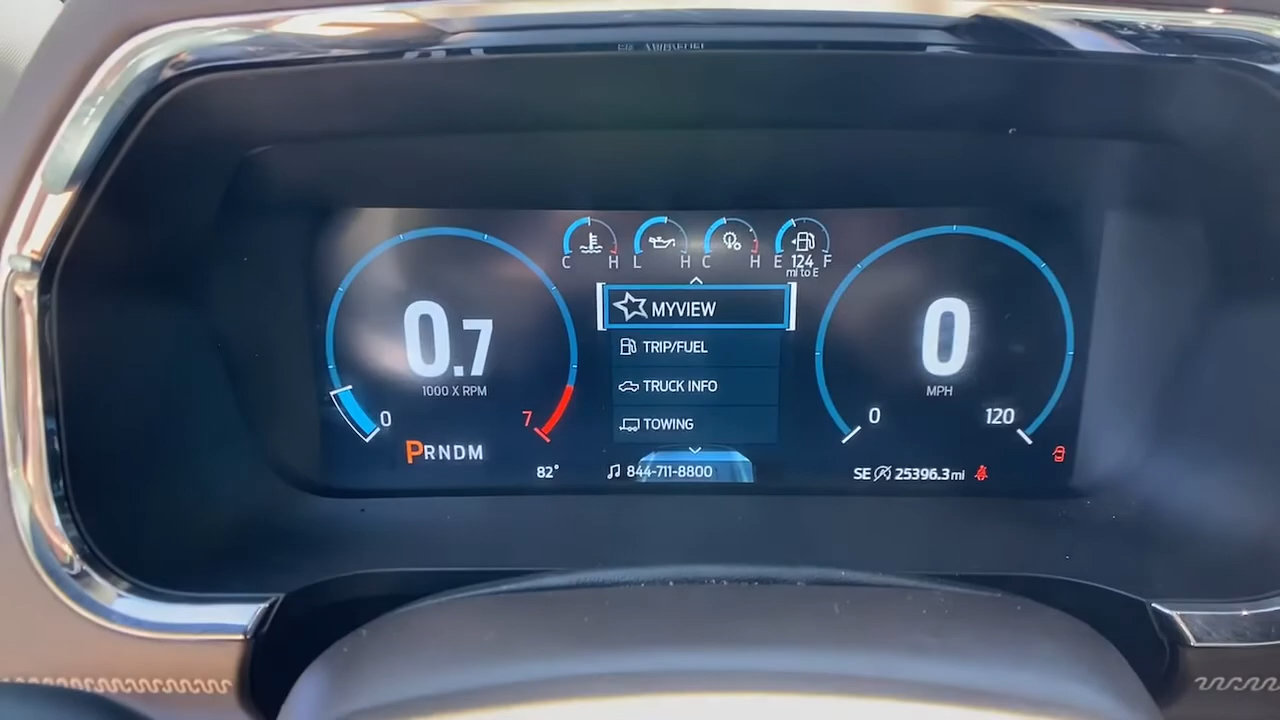 C H L H C H E 124 F
mi to E
MYVIEW
TRIP/FUEL
TRUCK INFO
TOWING
0.7
1000 X RPM
0
7
PRNDM
0
MPH
0
120
82°
844-711-8800
SE 25396.3 mi